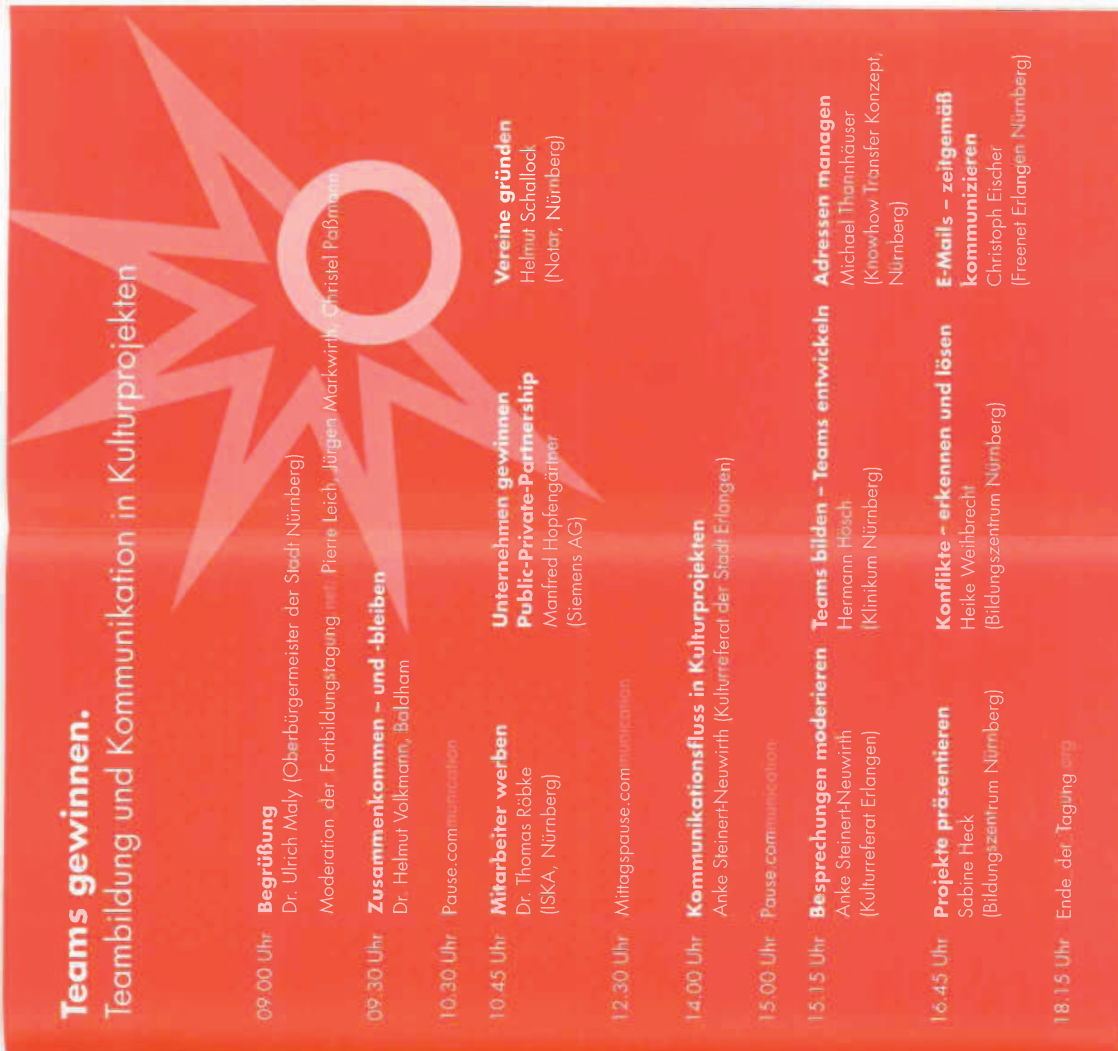 Teams gewinnen.
Teambildung und Kommunikation in Kulturprojekten
09.00 Uhr Begrüßung
Dr. Ulrich Maly (Oberbürgermeister der Stadt Nürnberg)
Moderation der Fortbildungstagung net: Pierre Leich, Jürgen Markwirth, Christel Paßmann
09.30 Uhr Zusammenkommen – und -bleiben
Dr. Helmut Volkmann, Baldham
10.30 Uhr Pause.communication
10.45 Uhr Mitarbeiter werben
Dr. Thomas Röbke
(ISKA, Nürnberg)
Unternehmen gewinnen
Public-Private-Partnership
Manfred Hopfengärtner
(Siemens AG)
Vereine gründen
Helmut Schallock
(Notar, Nürnberg)
12.30 Uhr Mittagspause.communication
14.00 Uhr Kommunikationsfluss in Kulturprojekten
Anke Steinert-Neuwirth (Kulturreferat der Stadt Erlangen)
15.00 Uhr Pause.communication
15.15 Uhr Besprechungen moderieren
Anke Steinert-Neuwirth
(Kulturreferat Erlangen)
Teams bilden – Teams entwickeln
Hermann Hösch
(Klinikum Nürnberg)
Adressen managen
Michael Thannhäuser
(Knowhow Transfer Konzept,
Nürnberg)
16.45 Uhr Projekte präsentieren
Sabine Heck
(Bildungszentrum Nürnberg)
Konflikte – erkennen und lösen
Heike Weihbrecht
(Bildungszentrum Nürnberg)
E-Mails – zeitgemäß
kommunizieren
Christoph Eischer
(Freenet Erlangen Nürnberg)
18.15 Uhr Ende der Tagung.org